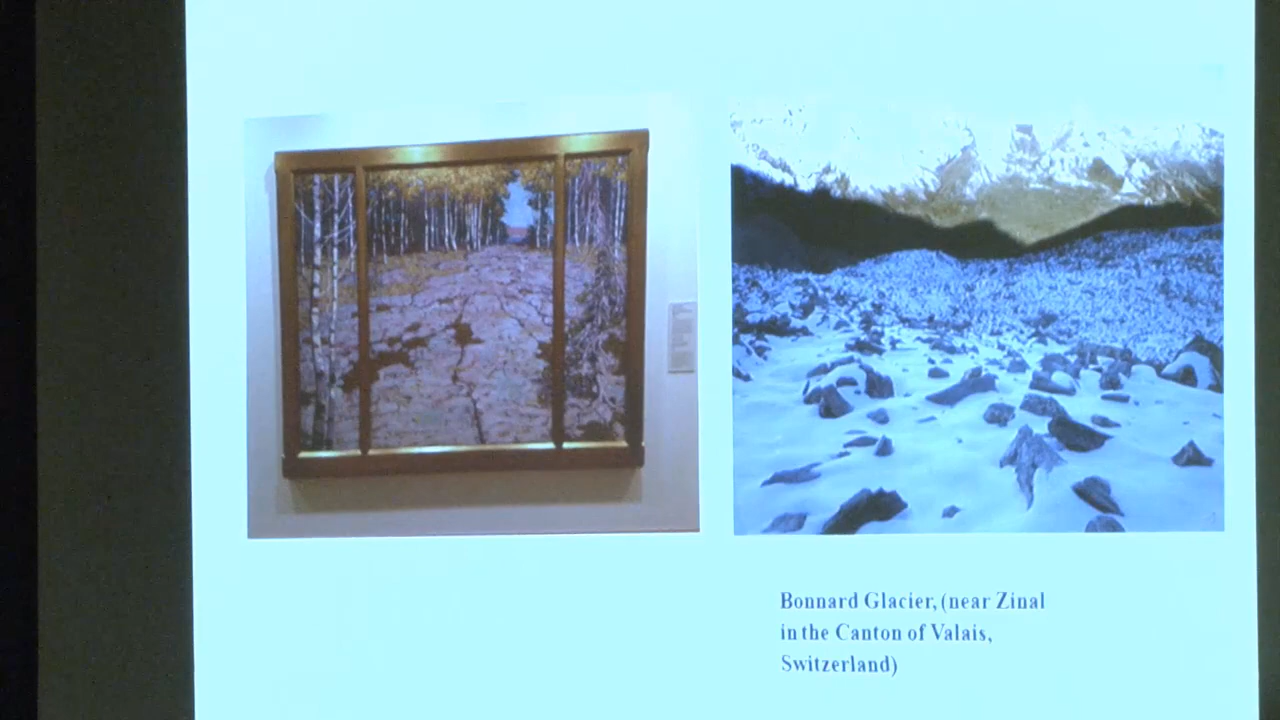 Bonnard Glacier, (near Zinal
in the Canton of Valais,
Switzerland)